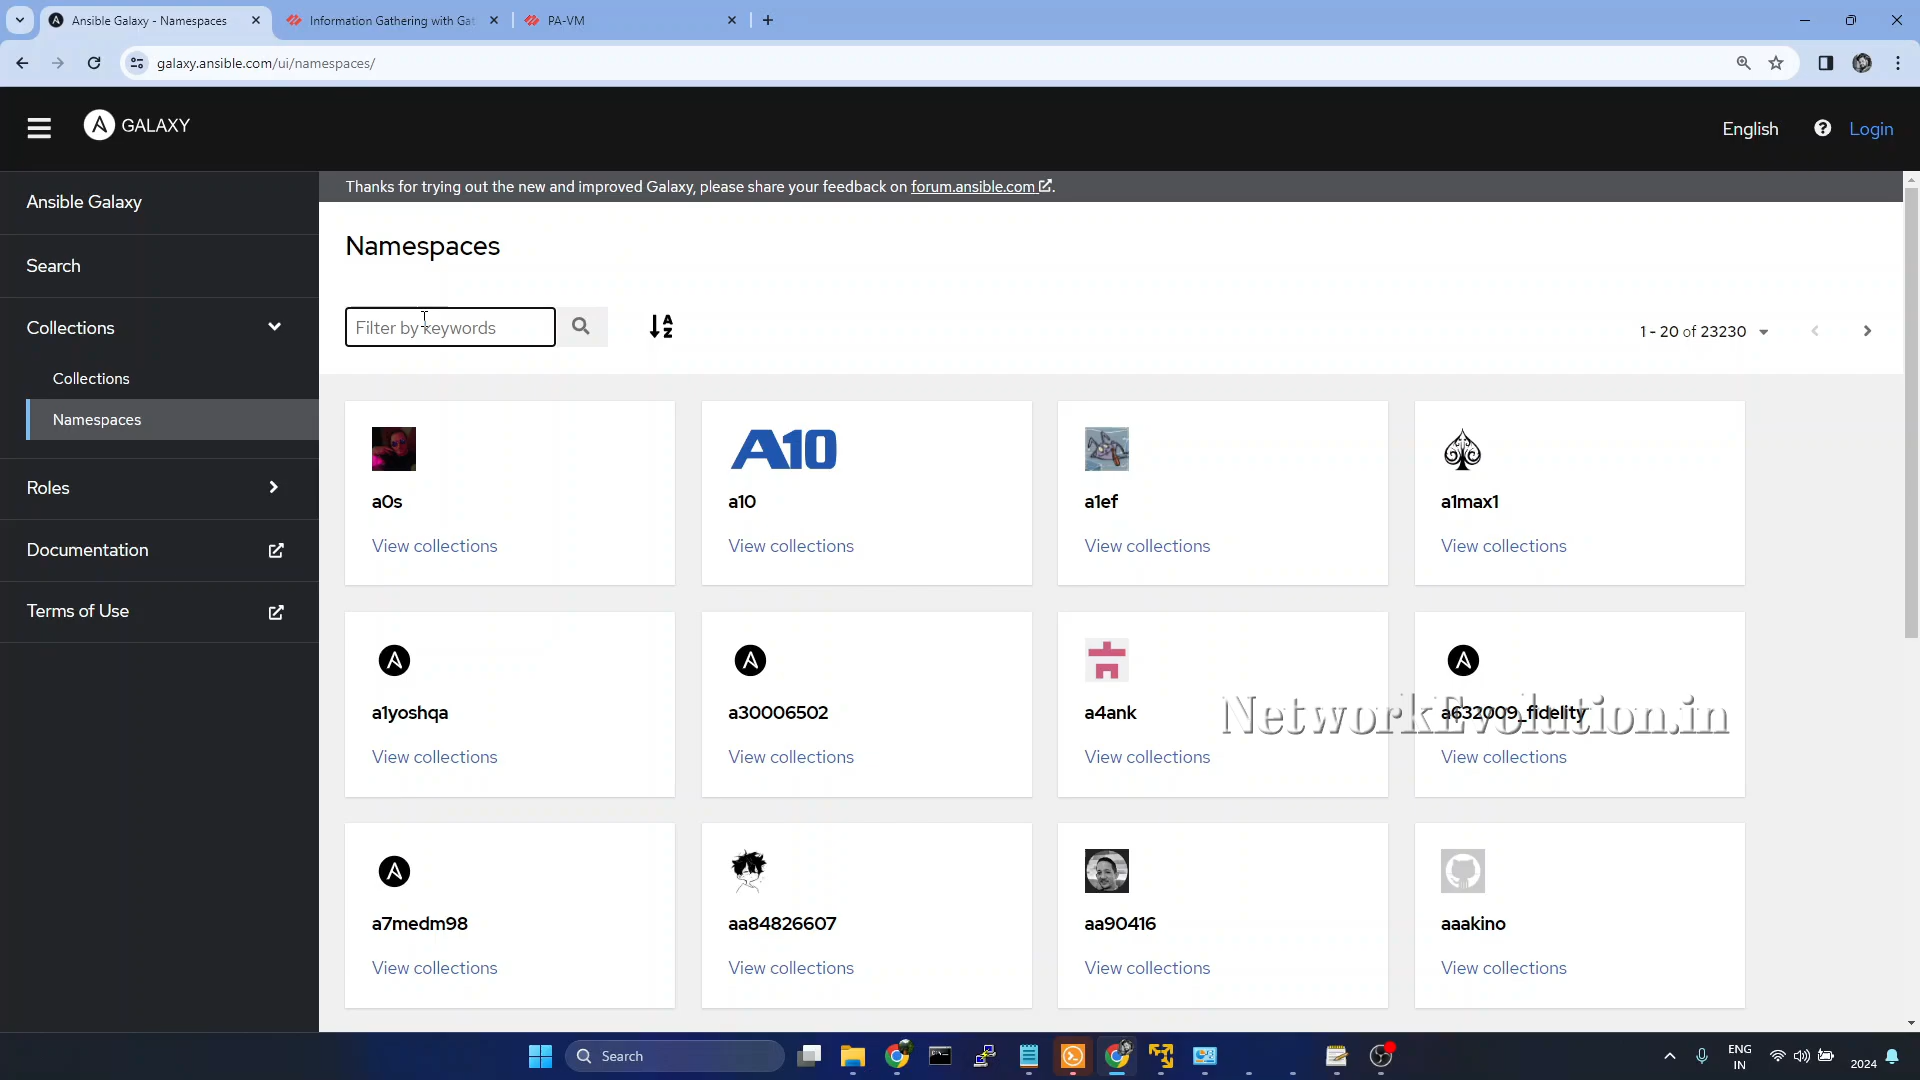 Ansible Galaxy - Namespaces
Information Gathering with Gat
PA-VM
galaxy.ansible.com/ui/namespaces/
GALAXY
English
Login
Thanks for trying out the new and improved Galaxy, please share your feedback on forum.ansible.com.
Ansible Galaxy
Search
Collections
Collections
Namespaces
Roles
Documentation
Terms of Use
Namespaces
Filter by keywords
A
Z
1 - 20 of 23230
A10
a0s
a10
a1ef
a1max1
View collections
View collections
View collections
View collections
a1yoshqa
a30006502
a4ank
a632009_fidelity
NetworkEvolution.in
View collections
View collections
View collections
View collections
a7medm98
aa84826607
aa90416
aaakino
View collections
View collections
View collections
View collections
Search
ENG
IN
2024